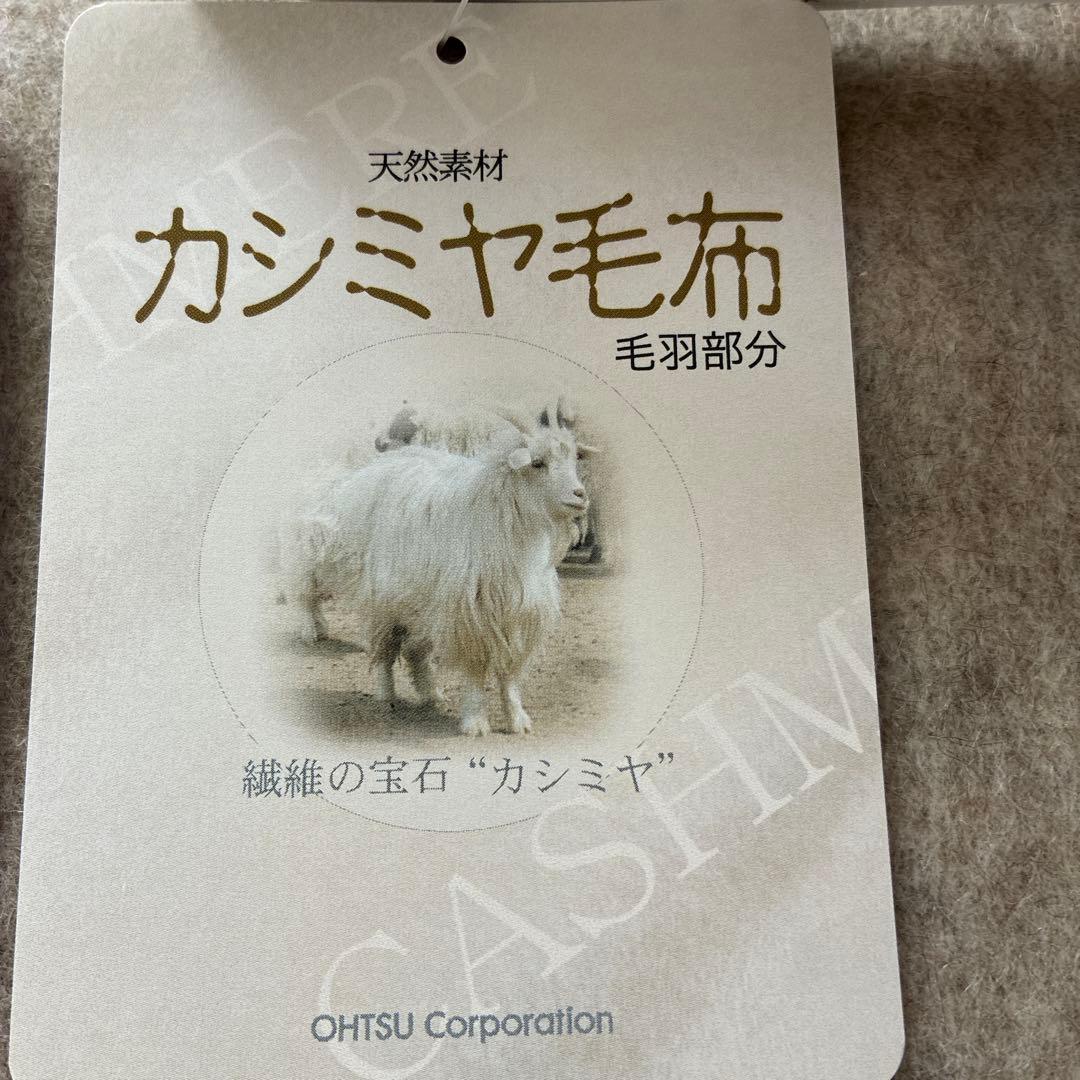 天然素材
カシミヤ毛布
毛羽部分
繊維の宝石 “カシミヤ”
OHTSU Corporation
HMERE
CASHM